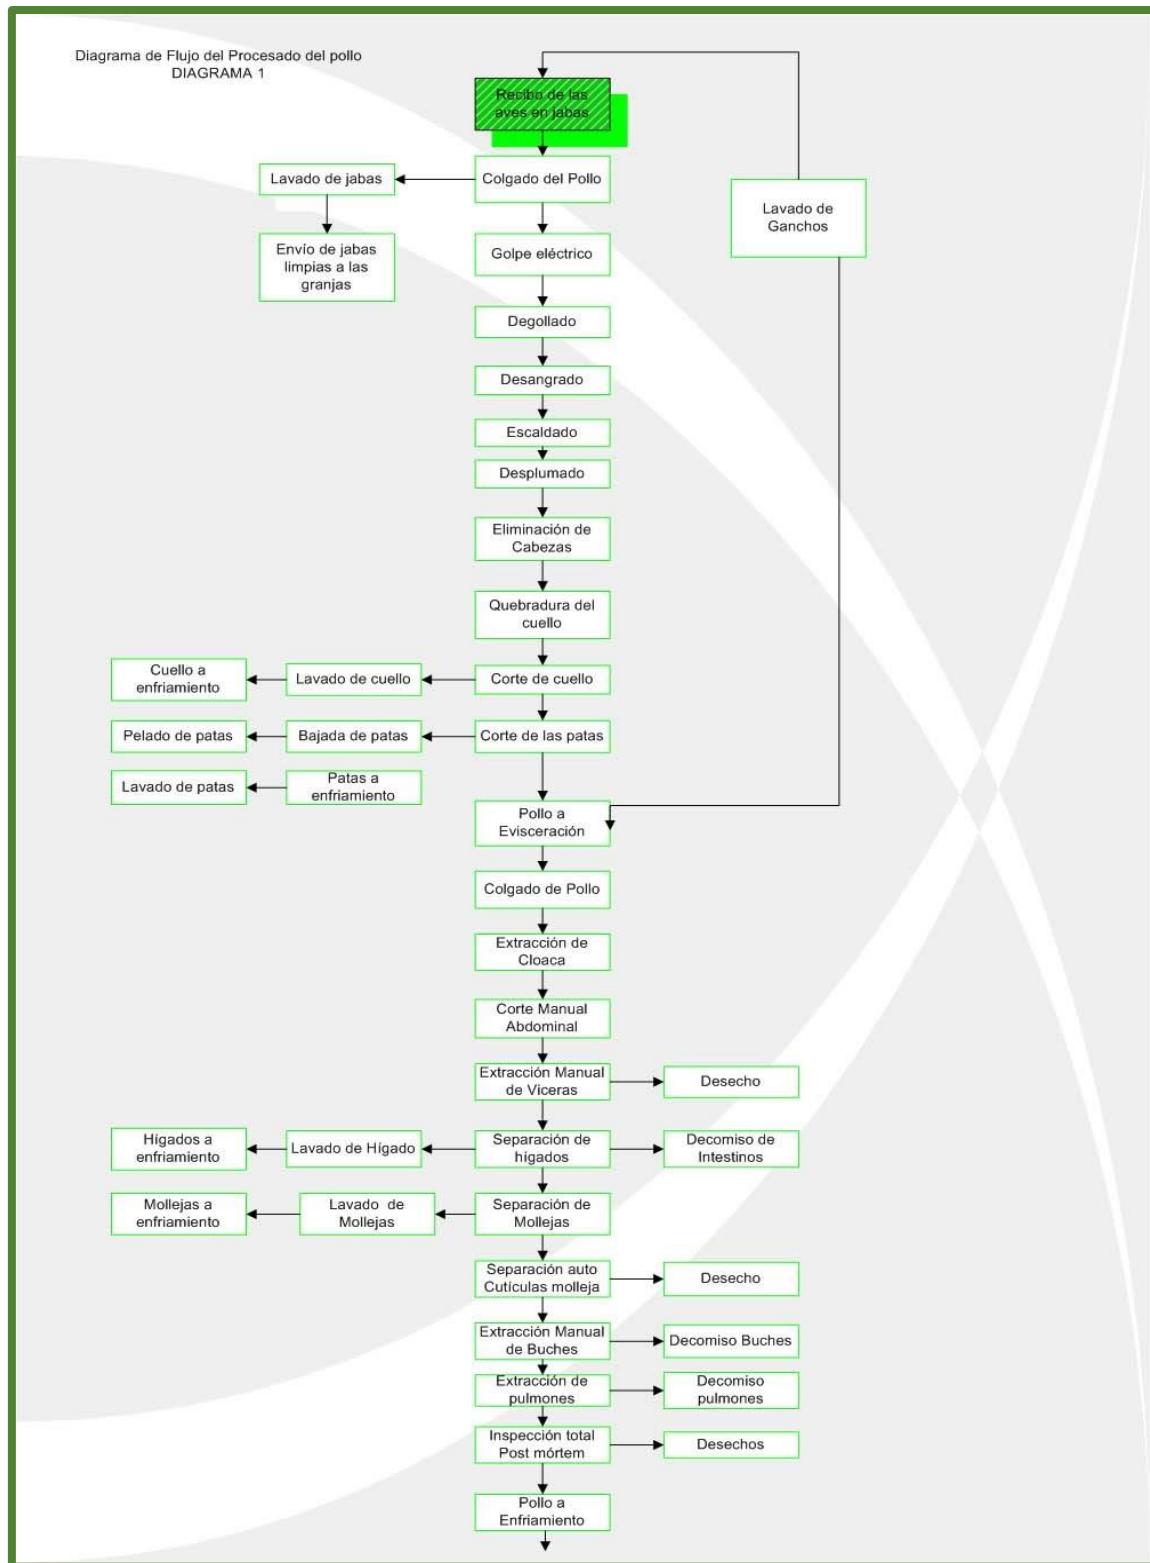 Diagrama de Flujo del Procesado del pollo
DIAGRAMA 1
Recibo de las
aves en jabas
Lavado de jabas
Colgado del Pollo
Lavado de
Ganchos
Envío de jabas
limpias a las
granjas
Golpe eléctrico
Degollado
Desangrado
Escaldado
Desplumado
Eliminación de
Cabezas
Quebradura del
cuello
Cuello a
enfriamiento
Lavado de cuello
Corte de cuello
Pelado de patas
Bajada de patas
Corte de las patas
Lavado de patas
Patas a
enfriamiento
Pollo a
Evisceración
Colgado de Pollo
Extracción de
Cloaca
Corte Manual
Abdominal
Extracción Manual
de Víceras
Desecho
Hígados a
enfriamiento
Lavado de Hígado
Separación de
hígados
Decomiso de
Intestinos
Mollejas a
enfriamiento
Lavado de
Mollejas
Separación de
Mollejas
Separación auto
Cutículas molleja
Desecho
Extracción Manual
de Buches
Decomiso Buches
Extracción de
pulmones
Decomiso
pulmones
Inspección total
Post mórtem
Desechos
Pollo a
Enfriamiento